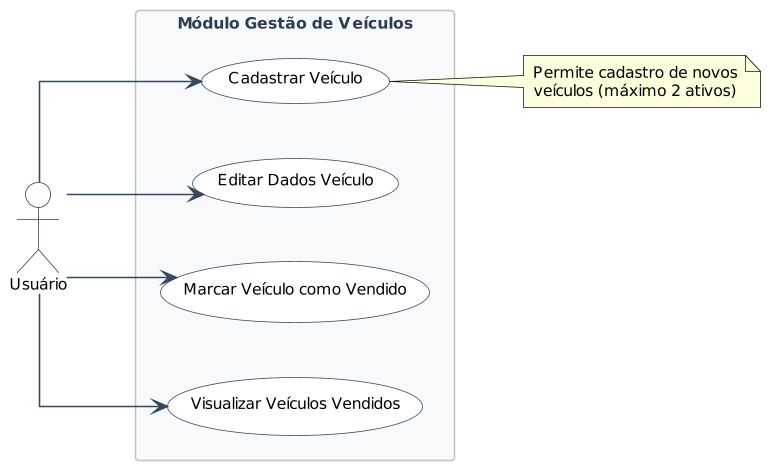 Módulo Gestão de Veículos
Cadastrar Veículo
Permite cadastro de novos
veículos (máximo 2 ativos)
Editar Dados Veículo
Usuário
Marcar Veículo como Vendido
Visualizar Veículos Vendidos